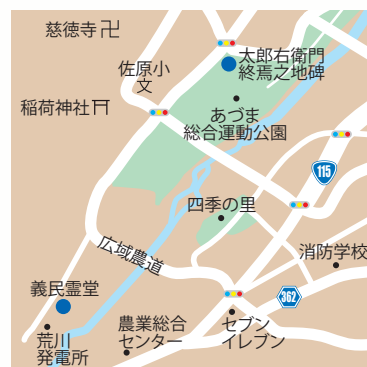 慈徳寺卍
太郎右衛門
終焉之地碑
佐原小
文
稲荷神社⛩
あづま
総合運動公園
115
四季の里
広域農道
消防学校
義民霊堂
362
荒川
発電所
農業総合
センター
セブン
イレブン